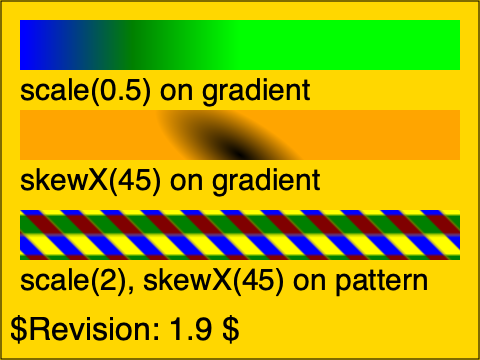 scale(0.5) on gradient
skewX(45) on gradient
scale(2), skewX(45) on pattern
$Revision: 1.9 $